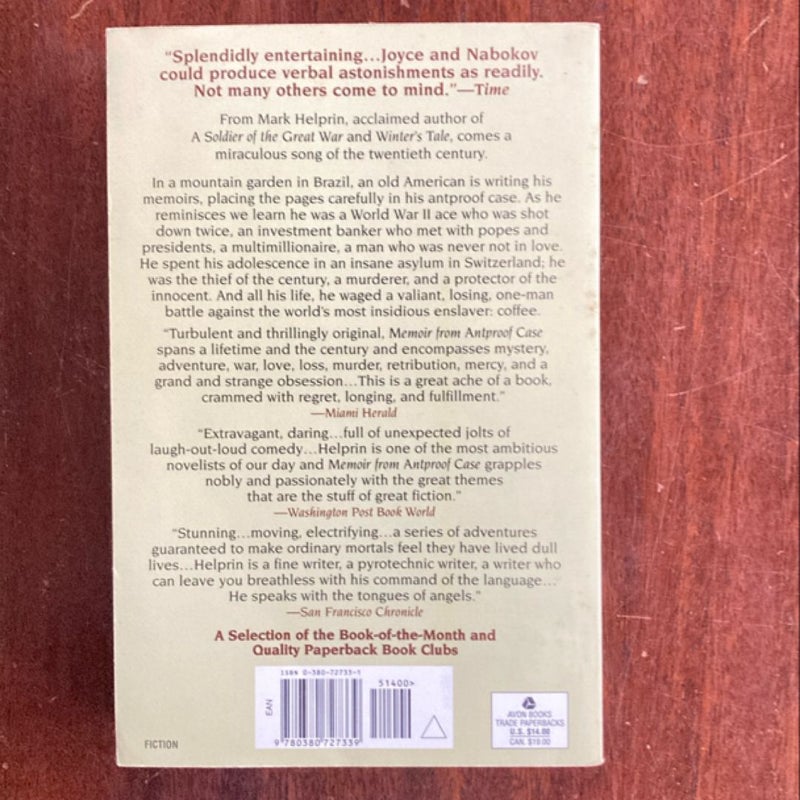 “Splendidly entertaining...Joyce and Nabokov
could produce verbal astonishments as readily.
Not many others come to mind.”—Time
From Mark Helprin, acclaimed author of
A Soldier of the Great War and Winter's Tale, comes a
miraculous song of the twentieth century.
In a mountain garden in Brazil, an old American is writing his
memoirs, placing the pages carefully in his antproof case. As he
reminisces we learn he was a World War II ace who was shot
down twice, an investment banker who met with popes and
presidents, a multimillionaire, a man who was never not in love.
He spent his adolescence in an insane asylum in Switzerland; he
was the thief of the century, a murderer, and a protector of the
innocent. And all his life, he waged a valiant, losing, one-man
battle against the world's most insidious enslaver: coffee.
“Turbulent and thrillingly original, Memoir from Antproof Case
spans a lifetime and the century and encompasses mystery,
adventure, war, love, loss, murder, retribution, mercy, and a
grand and strange obsession...This is a great ache of a book,
crammed with regret, longing, and fulfillment.”
—Miami Herald
“Extravagant, daring...full of unexpected jolts of
laugh-out-loud comedy...Helprin is one of the most ambitious
novelists of our day and Memoir from Antproof Case grapples
nobly and passionately with the great themes
that are the stuff of great fiction.”
—Washington Post Book World
“Stunning...moving, electrifying...a series of adventures
guaranteed to make ordinary mortals feel they have lived dull
lives...Helprin is a fine writer, a pyrotechnic writer, a writer who
can leave you breathless with his command of the language...
He speaks with the tongues of angels.”
—San Francisco Chronicle
A Selection of the Book-of-the-Month and
Quality Paperback Book Clubs
ISBN 0-380-72733-1
51400>
EAN
9 780380 727339
FICTION
AVON BOOKS
TRADE PAPERBACKS
U.S. $14.00
CAN. $19.00